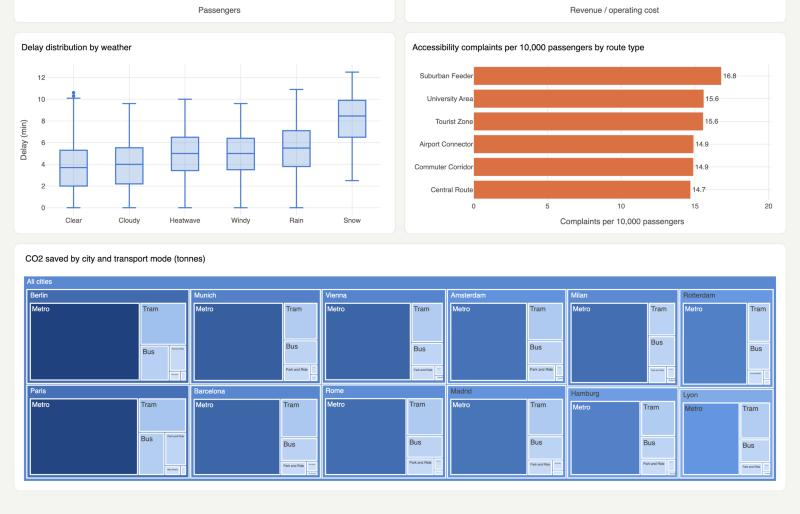 Passengers
Revenue / operating cost
Delay distribution by weather
Delay (min)
12
10
8
6
4
2
0
Clear
Cloudy
Heatwave
Windy
Rain
Snow
Accessibility complaints per 10,000 passengers by route type
Suburban Feeder
16.8
University Area
15.6
Tourist Zone
15.6
Airport Connector
14.9
Commuter Corridor
14.9
Central Route
14.7
0
5
10
15
20
Complaints per 10,000 passengers
CO2 saved by city and transport mode (tonnes)
All cities
Berlin
Metro
Tram
Bus
Munich
Metro
Tram
Bus
Park and Ride
Vienna
Metro
Tram
Bus
Park and Ride
Amsterdam
Metro
Tram
Bus
Park and Ride
Milan
Metro
Tram
Bus
Park and Ride
Rotterdam
Metro
Tram
Bus
Paris
Metro
Tram
Bus
Park and Ride
Barcelona
Metro
Tram
Bus
Park and Ride
Rome
Metro
Tram
Bus
Park and Ride
Madrid
Metro
Tram
Bus
Park and Ride
Hamburg
Metro
Tram
Bus
Park and Ride
Lyon
Metro
Tram
Bus
Park and Ride